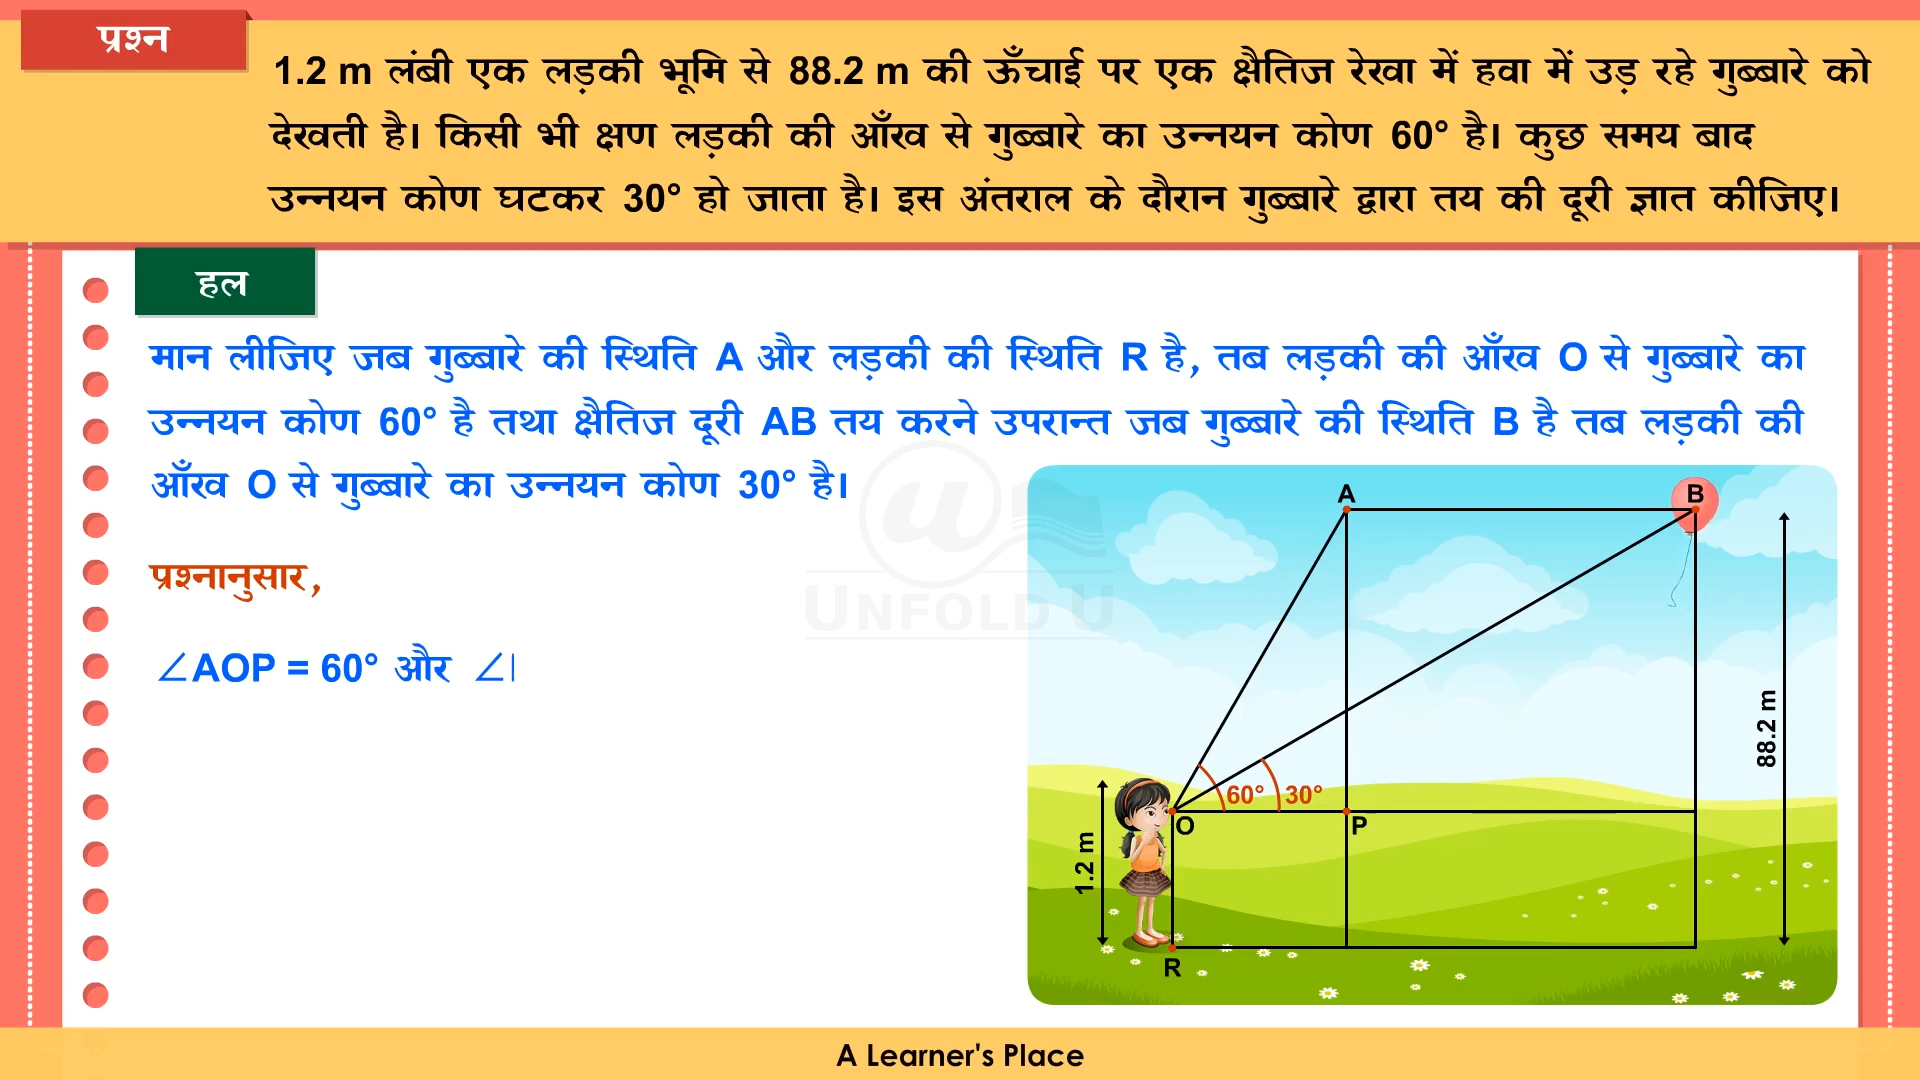 प्रश्न
1.2 m लंबी एक लड़की भूमि से 88.2 m की ऊँचाई पर एक क्षैतिज रेखा में हवा में उड़ रहे गुब्बारे को
देखती है। किसी भी क्षण लड़की की आँख से गुब्बारे का उन्नयन कोण 60° है। कुछ समय बाद
उन्नयन कोण घटकर 30° हो जाता है। इस अंतराल के दौरान गुब्बारे द्वारा तय की दूरी ज्ञात कीजिए।
हल
मान लीजिए जब गुब्बारे की स्थिति A और लड़की की स्थिति R है, तब लड़की की आँख O से गुब्बारे का
उन्नयन कोण 60° है तथा क्षैतिज दूरी AB तय करने उपरान्त जब गुब्बारे की स्थिति B है तब लड़की की
आँख O से गुब्बारे का उन्नयन कोण 30° है।
प्रश्नानुसार,
∠AOP = 60° और ∠
A
B
88.2 m
60°
30°
O
P
1.2 m
R
UNFOLD U
A Learner's Place